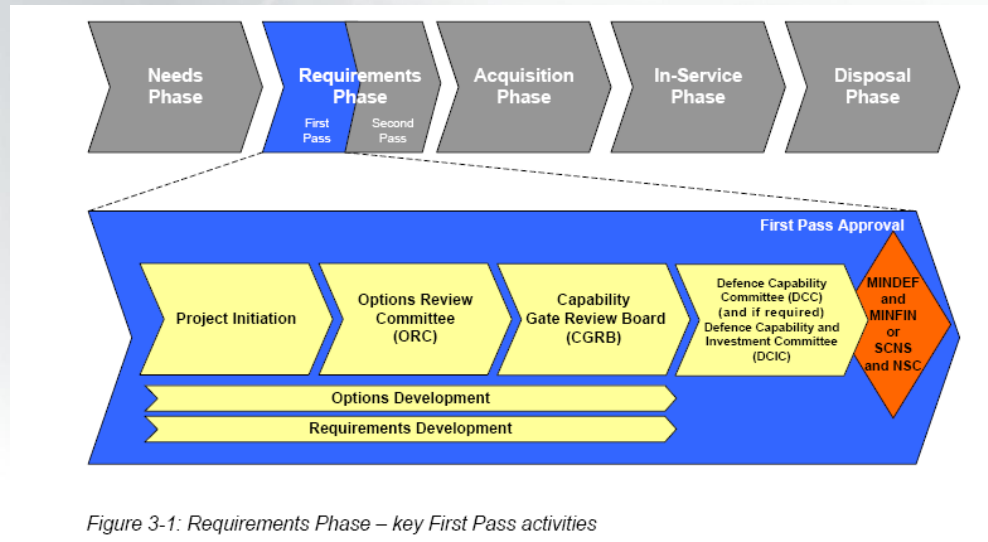 Needs
Phase
Requirements
Phase
First
Pass
Second
Pass
Acquisition
Phase
In-Service
Phase
Disposal
Phase
First Pass Approval
Project Initiation
Options Review
Committee
(ORC)
Capability
Gate Review Board
(CGRB)
Defence Capability
Committee (DCC)
(and if required)
Defence Capability and
Investment Committee
(DCIC)
MINDEF
and
MINFIN
or
SCNS
and NSC
Options Development
Requirements Development
Figure 3-1: Requirements Phase – key First Pass activities